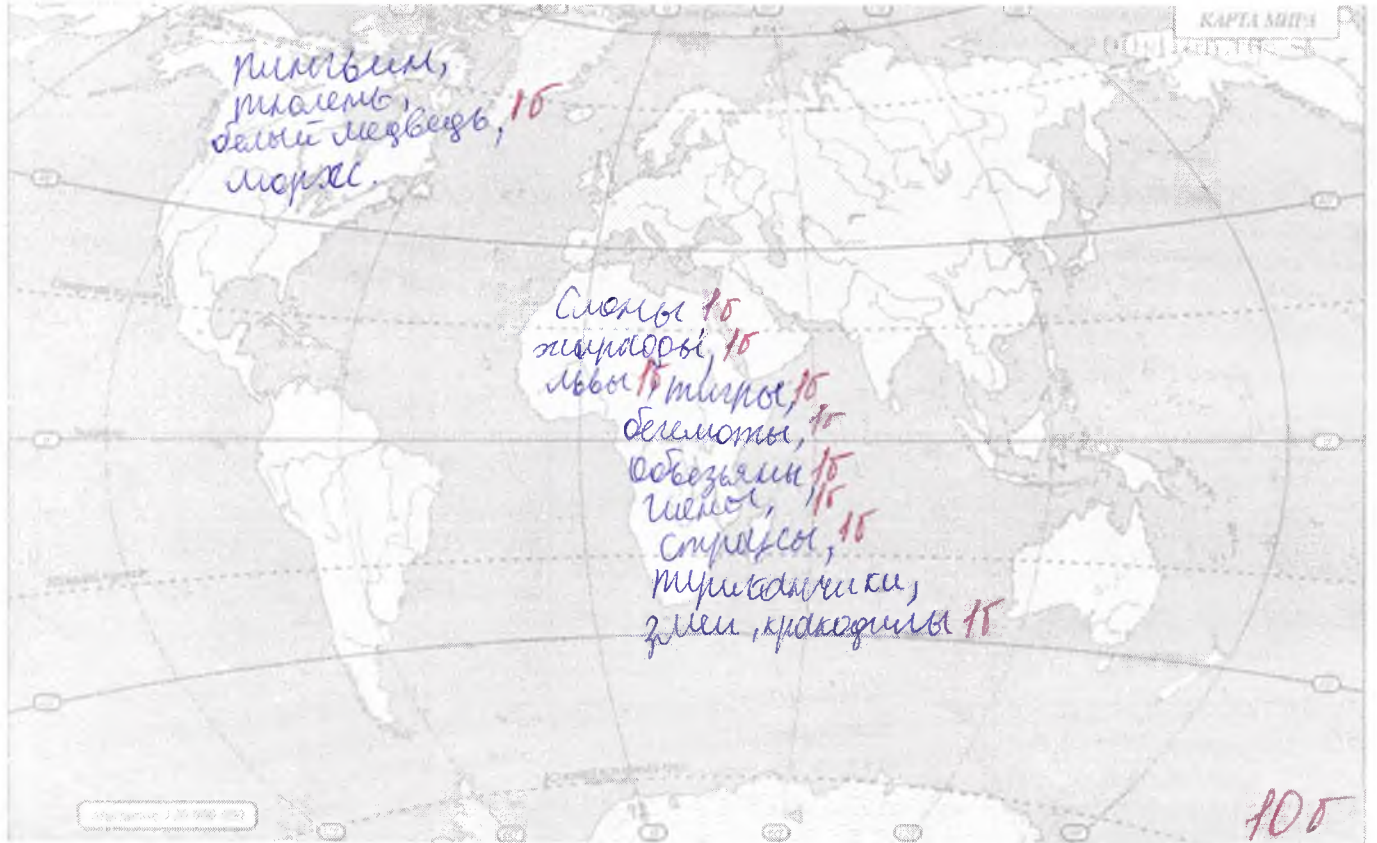 КАРТА МИРА
пингвин,
тюлень,
белый медведь, 1б
морж.
Слоны 1б
жирафы, 1б
львы 1б, тигры, 1б
бегемоты, 1б
обезьяны 1б
гиены, 1б
страусы, 1б
тушканчики,
змеи, крокодилы 1б
10б